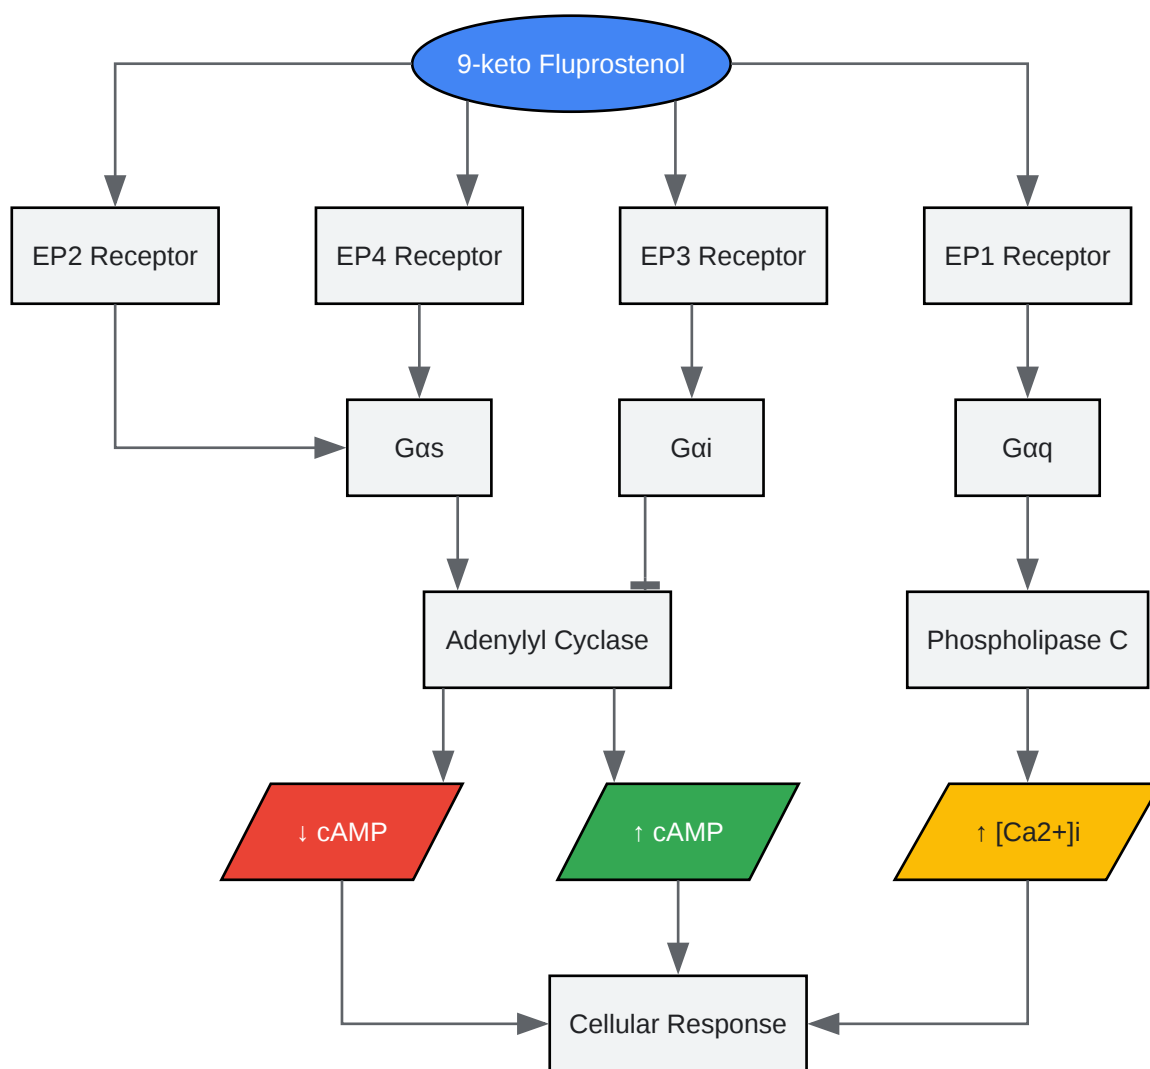 9-keto Fluprostenol
EP2 Receptor
EP4 Receptor
EP3 Receptor
EP1 Receptor
Gαs
Gαi
Gαq
Adenylyl Cyclase
Phospholipase C
↓ cAMP
↑ cAMP
↑ [Ca2+]i
Cellular Response